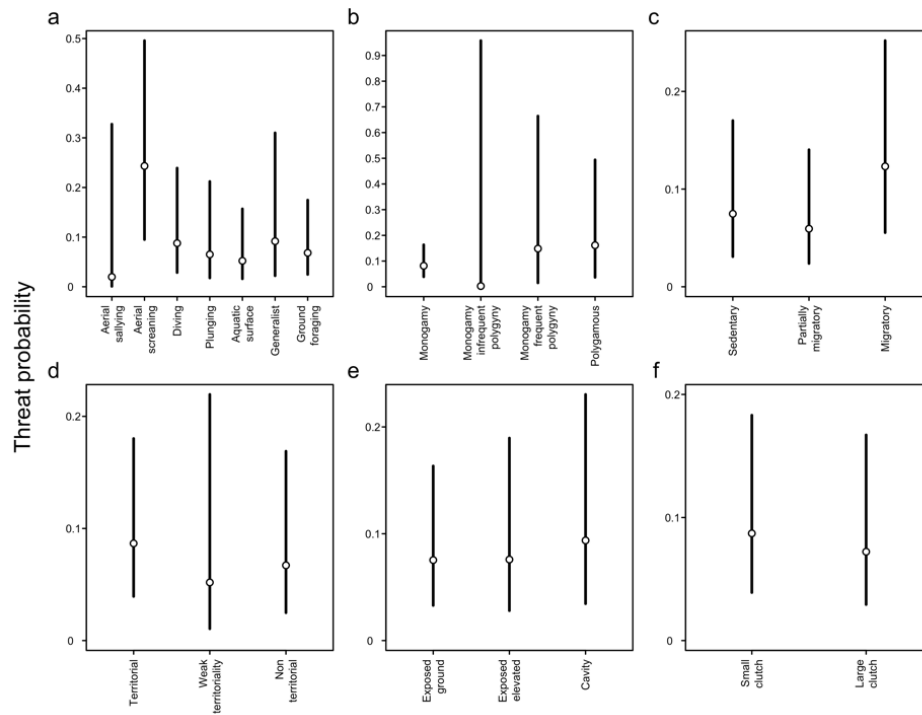 Threat probability
a
0.5
0.4
0.3
0.2
0.1
0
Aerial
sallying
Aerial
screaning
Diving
Plunging
Aquatic
surface
Generalist
Ground
foraging
b
0.9
0.8
0.7
0.6
0.5
0.4
0.3
0.2
0.1
0
Monogamy
Monogamy
infrequent
polygyny
Monogamy
frequent
polygyny
Polygamous
c
0.2
0.1
0
Sedentary
Partially
migratory
Migratory
d
0.2
0.1
0
Territorial
Weak
territoriality
Non
territorial
e
0.2
0.1
0
Exposed
ground
Exposed
elevated
Cavity
f
0.2
0.1
0
Small
clutch
Large
clutch